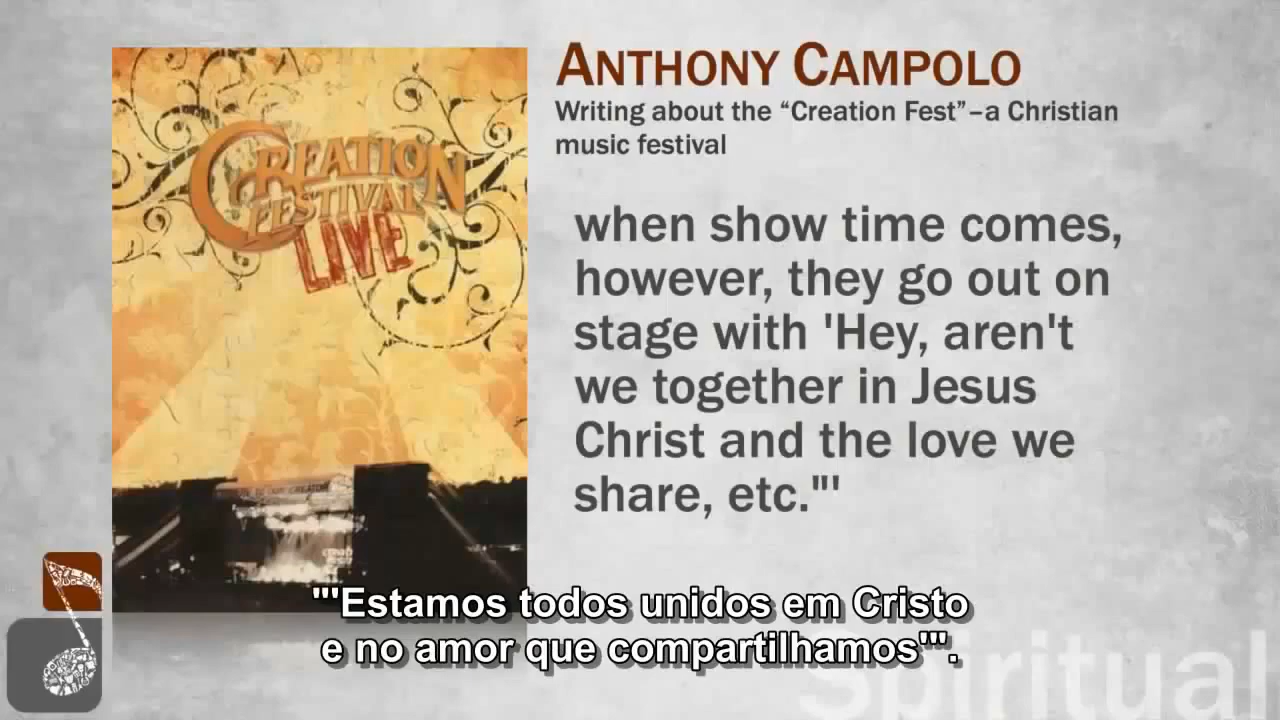 ANTHONY CAMPOLO
Writing about the “Creation Fest”–a Christian
music festival
CREATION
FESTIVAL
LIVE
when show time comes,
however, they go out on
stage with 'Hey, aren't
we together in Jesus
Christ and the love we
share, etc."'
"'Estamos todos unidos em Cristo
e no amor que compartilhamos'".
Spiritual